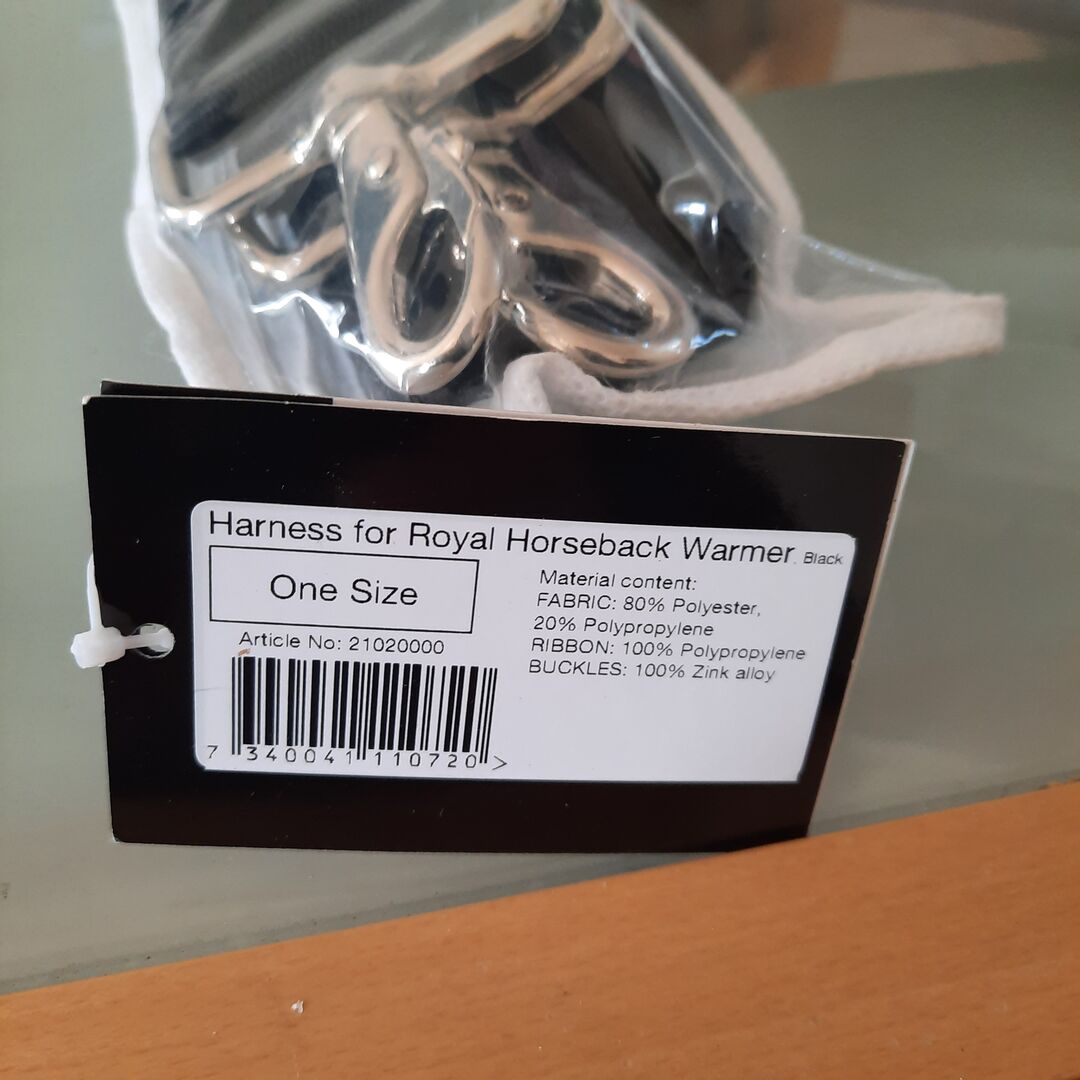 Harness for Royal Horseback Warmer Black
One Size
Article No: 21020000
7 340041 110720 >
Material content:
FABRIC: 80% Polyester,
20% Polypropylene
RIBBON: 100% Polypropylene
BUCKLES: 100% Zink alloy